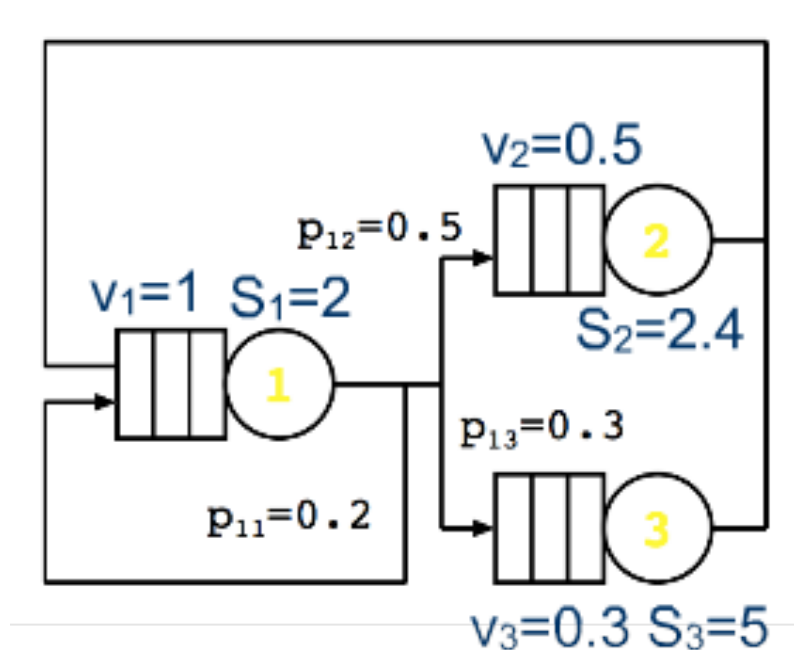 v₂=0.5
p₁₂=0.5
2
v₁=1 S₁=2
S₂=2.4
1
p₁₃=0.3
p₁₁=0.2
3
v₃=0.3 S₃=5